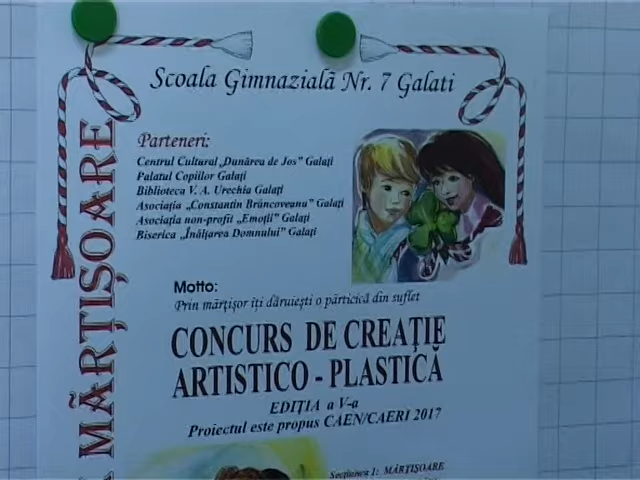 Scoala Gimnazială Nr. 7 Galati
Parteneri:
Centrul Cultural „Dunărea de Jos” Galați
Palatul Copiilor Galați
Biblioteca V. A. Urechia Galați
Asociația „Constantin Brâncoveanu” Galați
Asociația non-profit „Emoții” Galați
Biserica „Înălțarea Domnului” Galați
MĂRȚIȘOARE
Motto:
Prin mărțișor îți dăruiești o părticică din suflet
CONCURS DE CREAȚIE
ARTISTICO - PLASTICĂ
EDIȚIA a V-a
Proiectul este propus CAEN/CAERI 2017
Secțiunea 1: MĂRȚIȘOARE